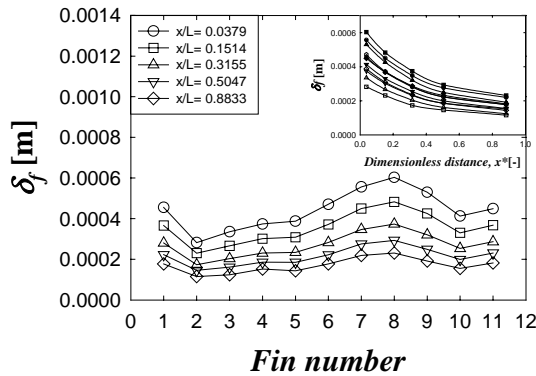 0.0014
0.0012
0.0010
0.0008
0.0006
0.0004
0.0002
0.0000
δf [m]
x/L= 0.0379
x/L= 0.1514
x/L= 0.3155
x/L= 0.5047
x/L= 0.8833
0.0006
0.0004
0.0002
0.0000
δf [m]
0.0 0.2 0.4 0.6 0.8 1.0
Dimensionless distance, x*[-]
0 1 2 3 4 5 6 7 8 9 10 11 12
Fin number